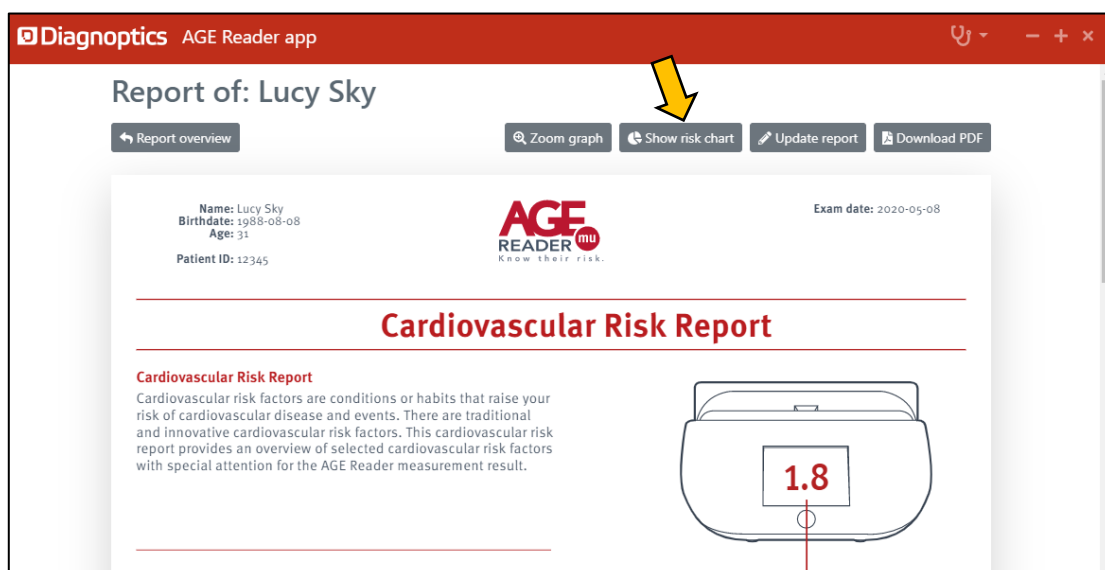 Diagnoptics AGE Reader app
Report of: Lucy Sky
Report overview
Zoom graph
Show risk chart
Update report
Download PDF
Name: Lucy Sky
Birthdate: 1988-08-08
Age: 31
Patient ID: 12345
AGE
READER mu
Know their risk.
Exam date: 2020-05-08
Cardiovascular Risk Report
Cardiovascular Risk Report
Cardiovascular risk factors are conditions or habits that raise your
risk of cardiovascular disease and events. There are traditional
and innovative cardiovascular risk factors. This cardiovascular risk
report provides an overview of selected cardiovascular risk factors
with special attention for the AGE Reader measurement result.
1.8